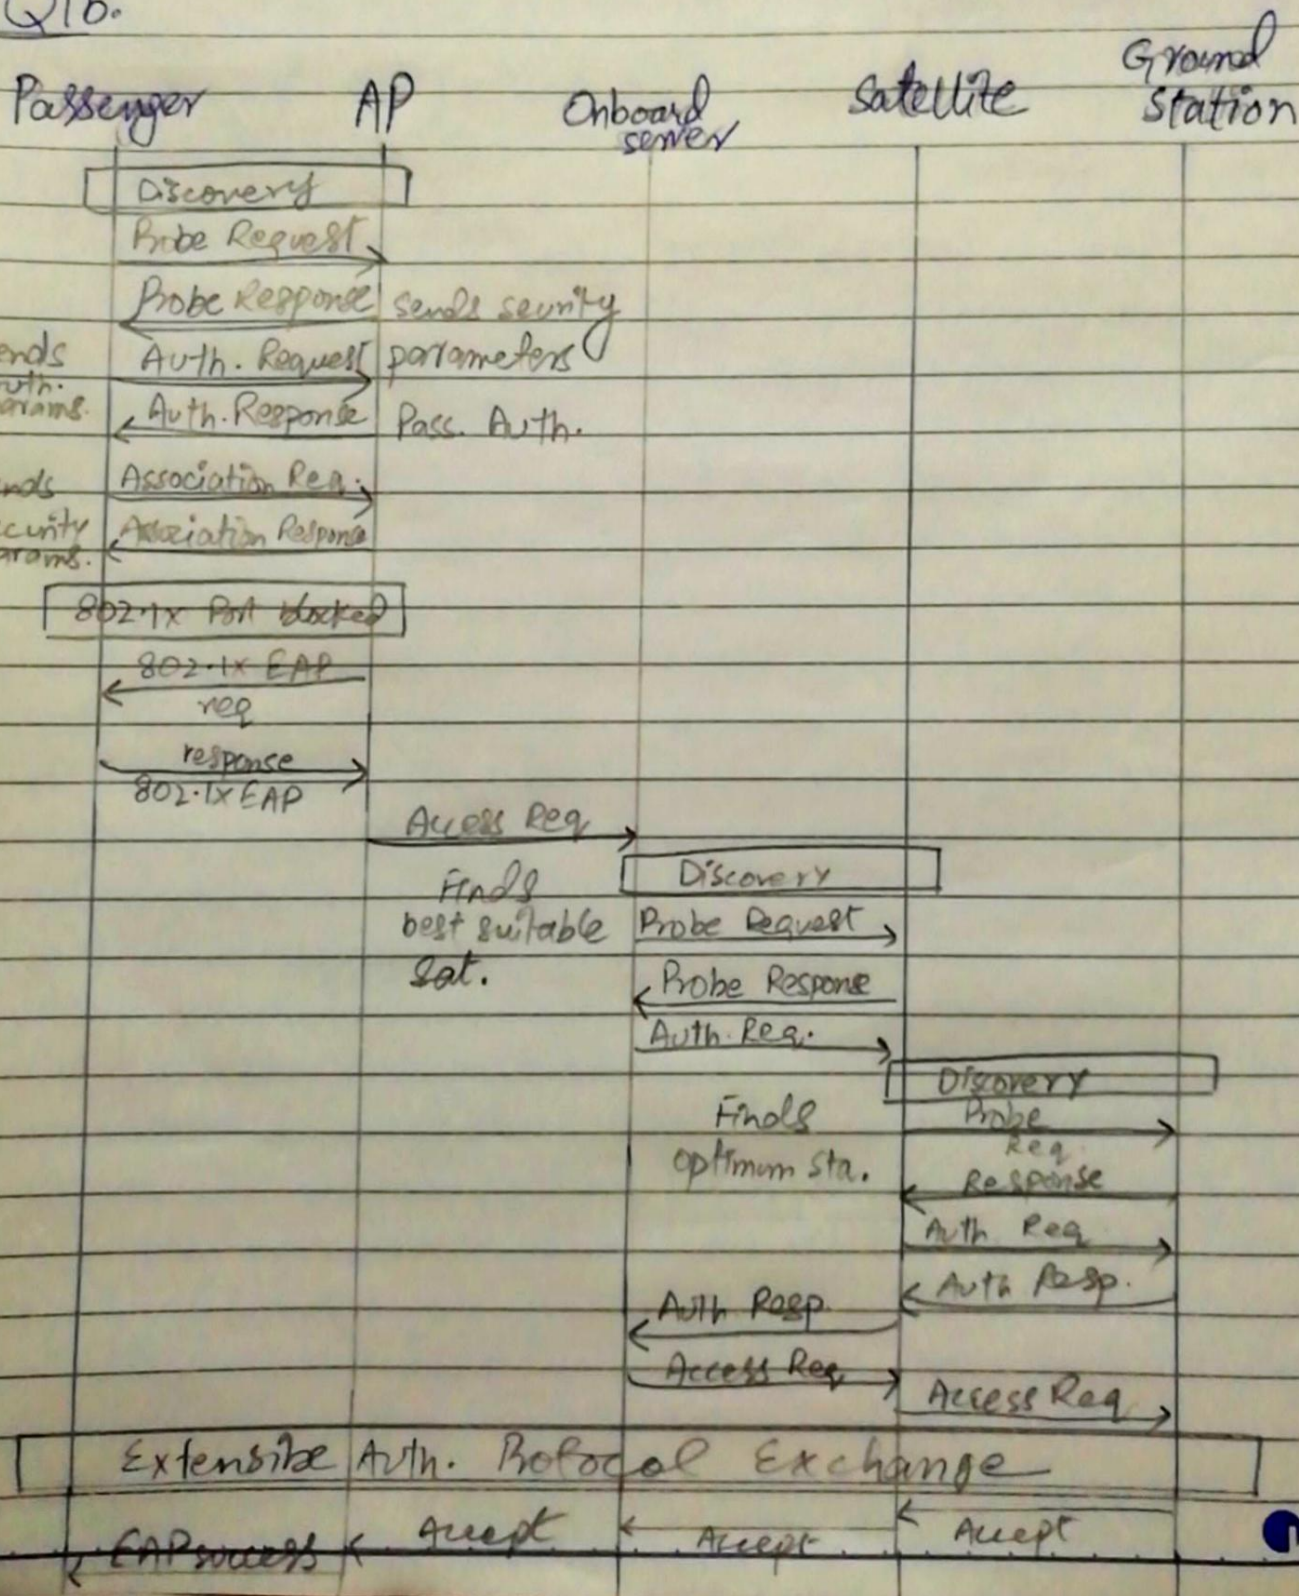 Q1b.
Ground
Passenger AP Onboard Satellite Station
server
Discovery
Probe Request
Probe Response sends security
Auth. Request parameters
Auth. Response Pass. Auth.
Association Req.
Association Response
802.1x Port blocked
802.1x EAP
req
response
802.1x EAP
Access Req
Finds Discovery
best suitable Probe Request
Sat. Probe Response
Auth. Req.
Discovery
Finds Probe
Req
optimum sta. Response
Auth Req
Auth Resp.
Auth Resp.
Access Req
Access Req
Extensible Auth. Protocol Exchange
EAP success Accept Accept Accept